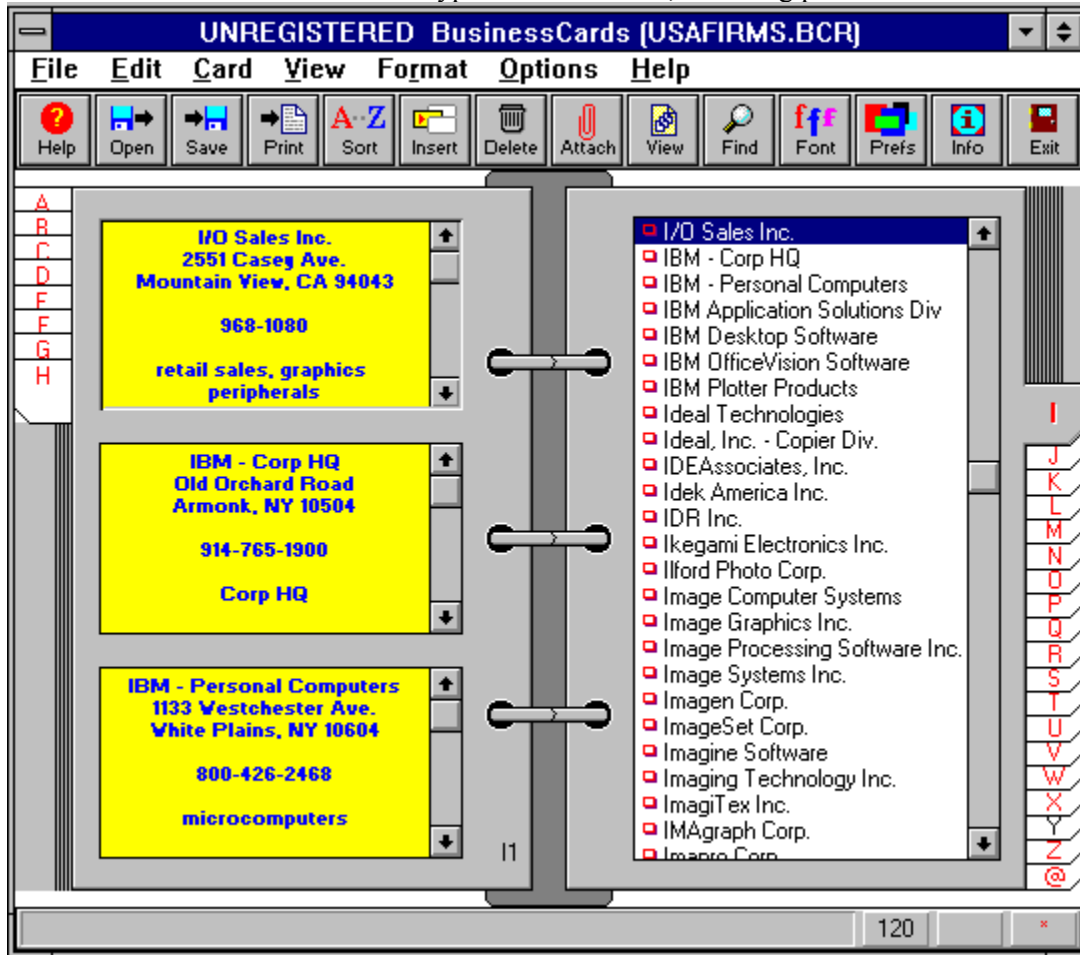 UNREGISTERED BusinessCards (USAFIRMS.BCR)
File Edit Card View Format Options Help
? A··Z fff i
Help Open Save Print Sort Insert Delete Attach View Find Font Prefs Info Exit
A
B
C
D
E
F
G
H
I/O Sales Inc.
2551 Casey Ave.
Mountain View, CA 94043
968-1080
retail sales, graphics
peripherals
IBM - Corp HQ
Old Orchard Road
Armonk, NY 10504
914-765-1900
Corp HQ
IBM - Personal Computers
1133 Westchester Ave.
White Plains, NY 10604
800-426-2468
microcomputers
I1
I/O Sales Inc.
IBM - Corp HQ
IBM - Personal Computers
IBM Application Solutions Div
IBM Desktop Software
IBM OfficeVision Software
IBM Plotter Products
Ideal Technologies
Ideal, Inc. - Copier Div.
IDEAssociates, Inc.
Idek America Inc.
IDR Inc.
Ikegami Electronics Inc.
Ilford Photo Corp.
Image Computer Systems
Image Graphics Inc.
Image Processing Software Inc.
Image Systems Inc.
Imagen Corp.
ImageSet Corp.
Imagine Software
Imaging Technology Inc.
ImagiTex Inc.
IMAgraph Corp.
Imapro Corp
I
J
K
L
M
N
O
P
Q
R
S
T
U
V
W
X
Y
Z
@
120 *